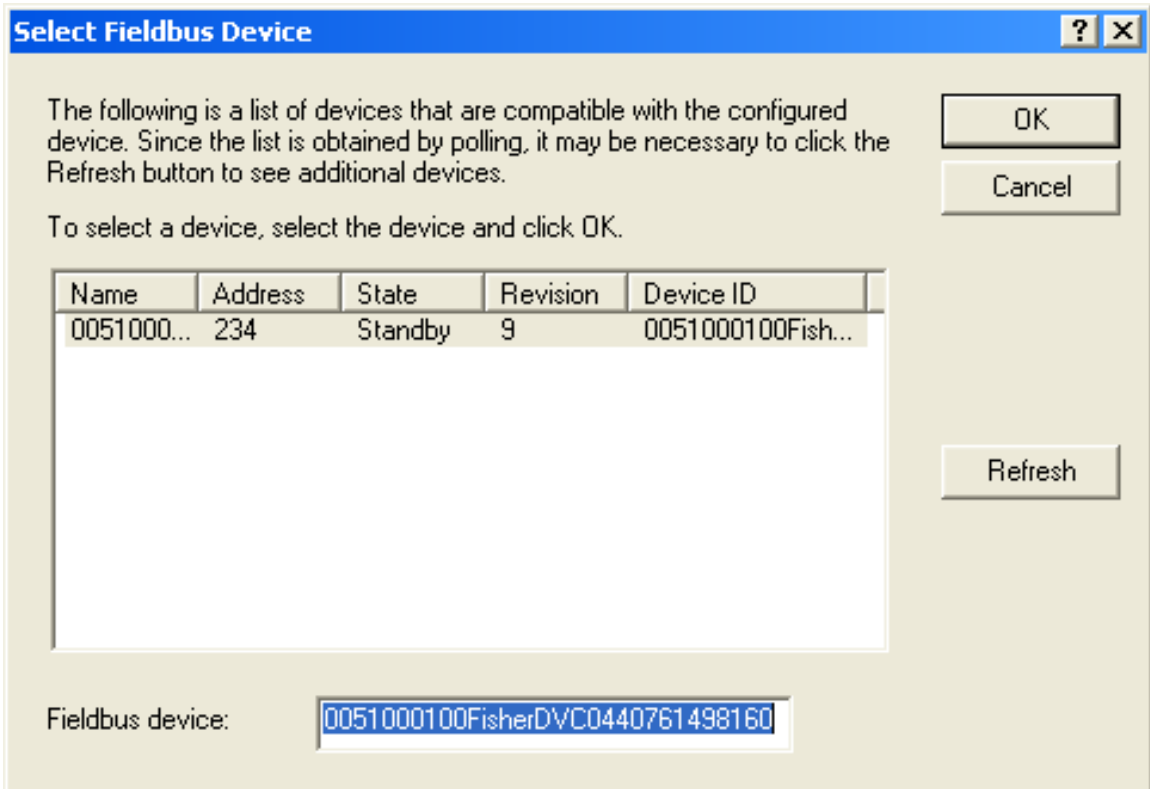 Select Fieldbus Device
The following is a list of devices that are compatible with the configured
device. Since the list is obtained by polling, it may be necessary to click the
Refresh button to see additional devices.
To select a device, select the device and click OK.
OK
Cancel
Name Address State Revision Device ID
0051000... 234 Standby 9 0051000100Fish...
Refresh
Fieldbus device: 0051000100FisherDVC0440761498160